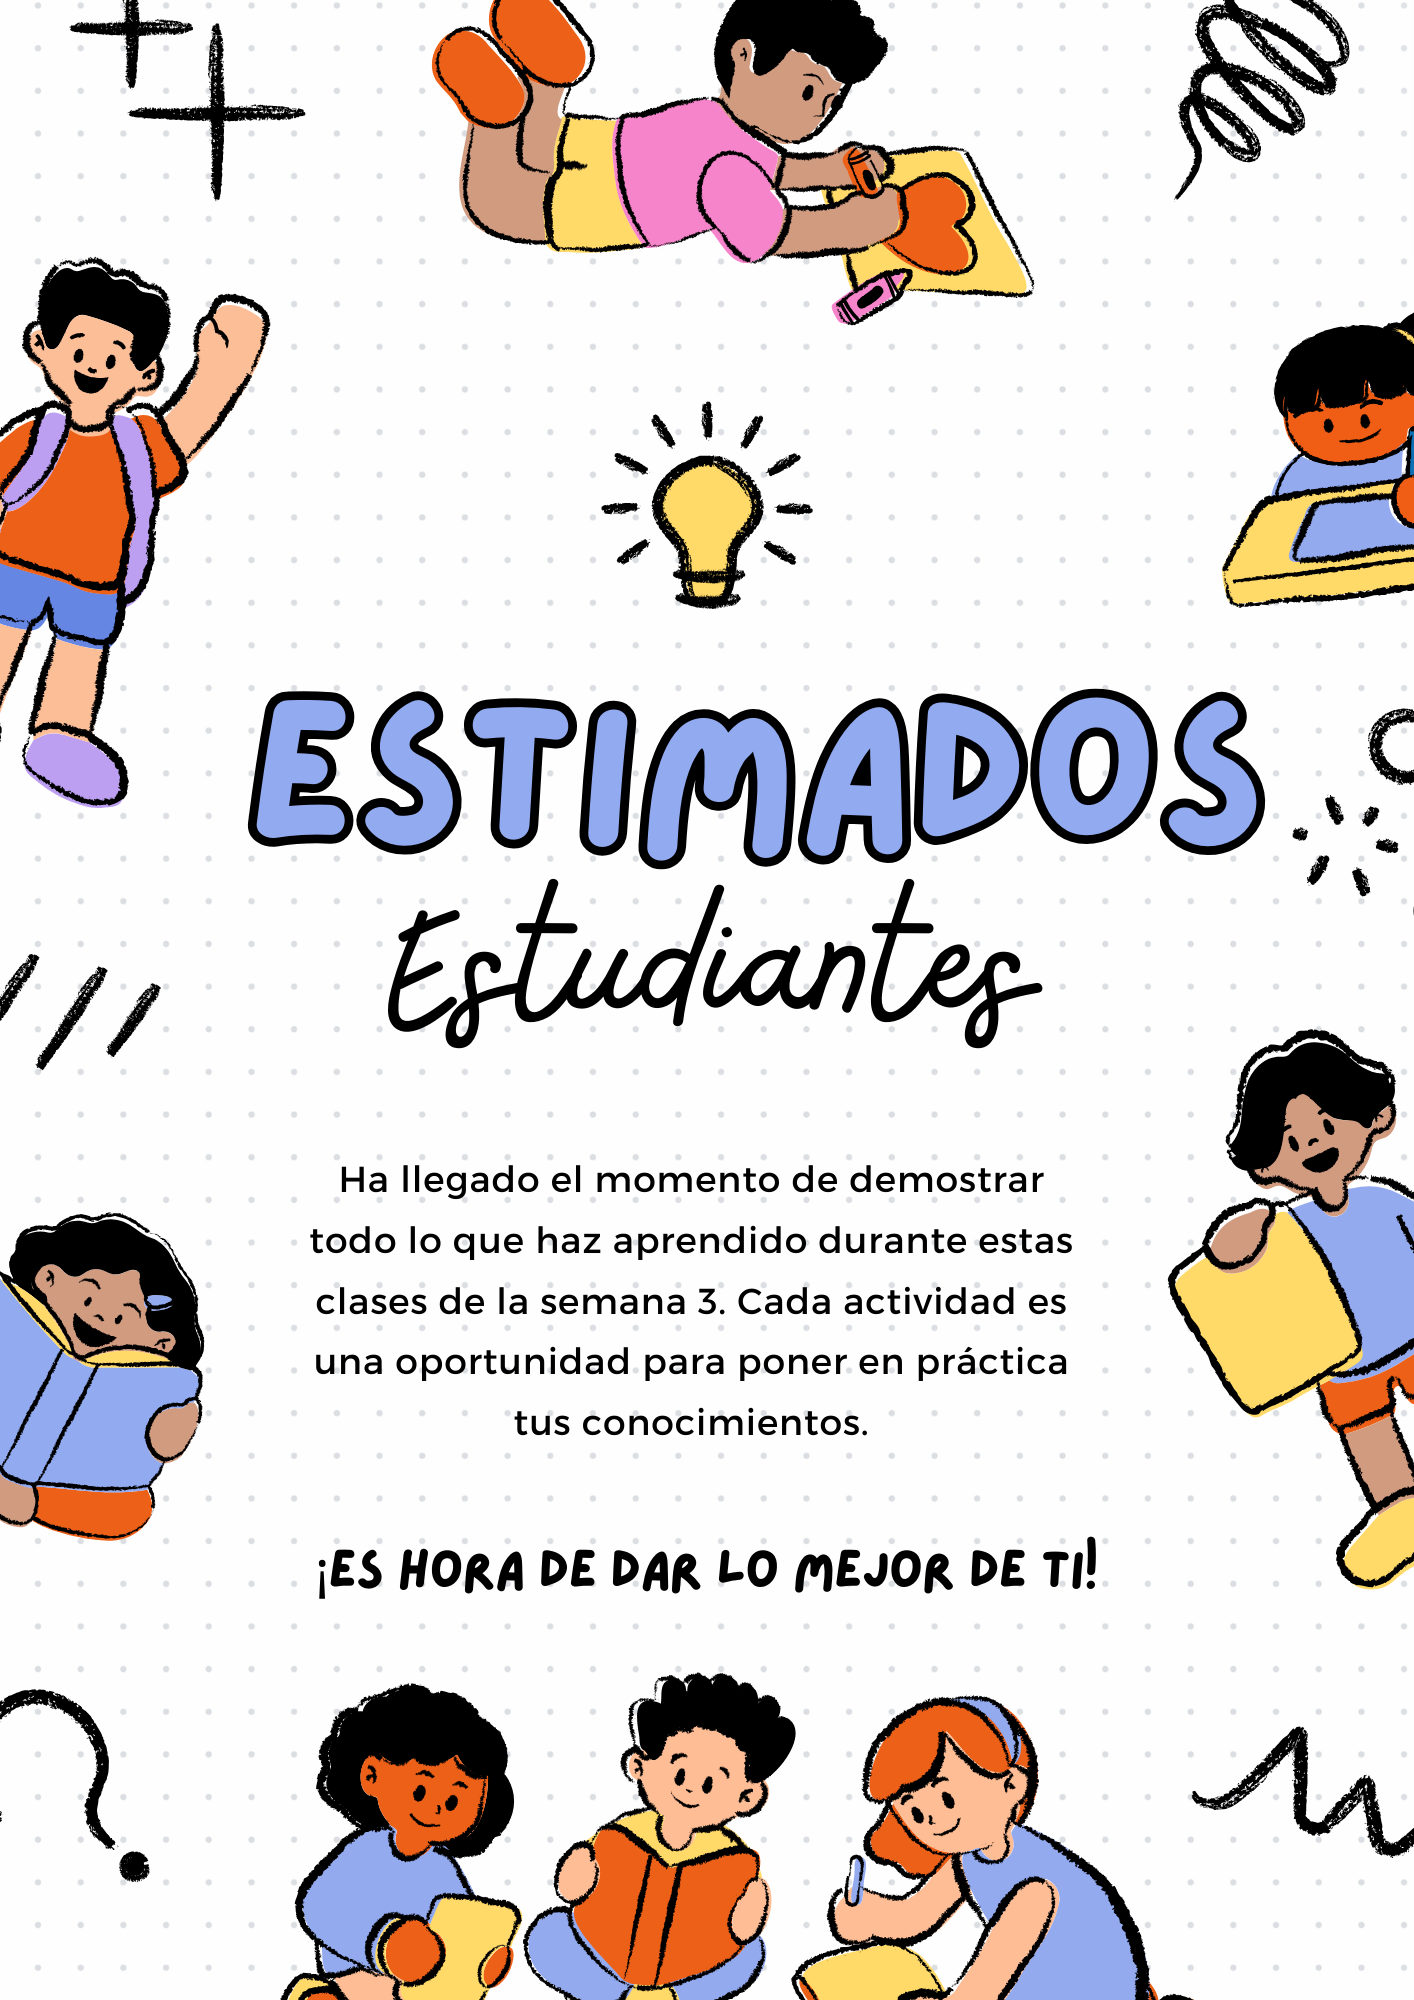 ESTIMADOS
Estudiantes
Ha llegado el momento de demostrar
todo lo que haz aprendido durante estas
clases de la semana 3. Cada actividad es
una oportunidad para poner en práctica
tus conocimientos.
¡ES HORA DE DAR LO MEJOR DE TI!